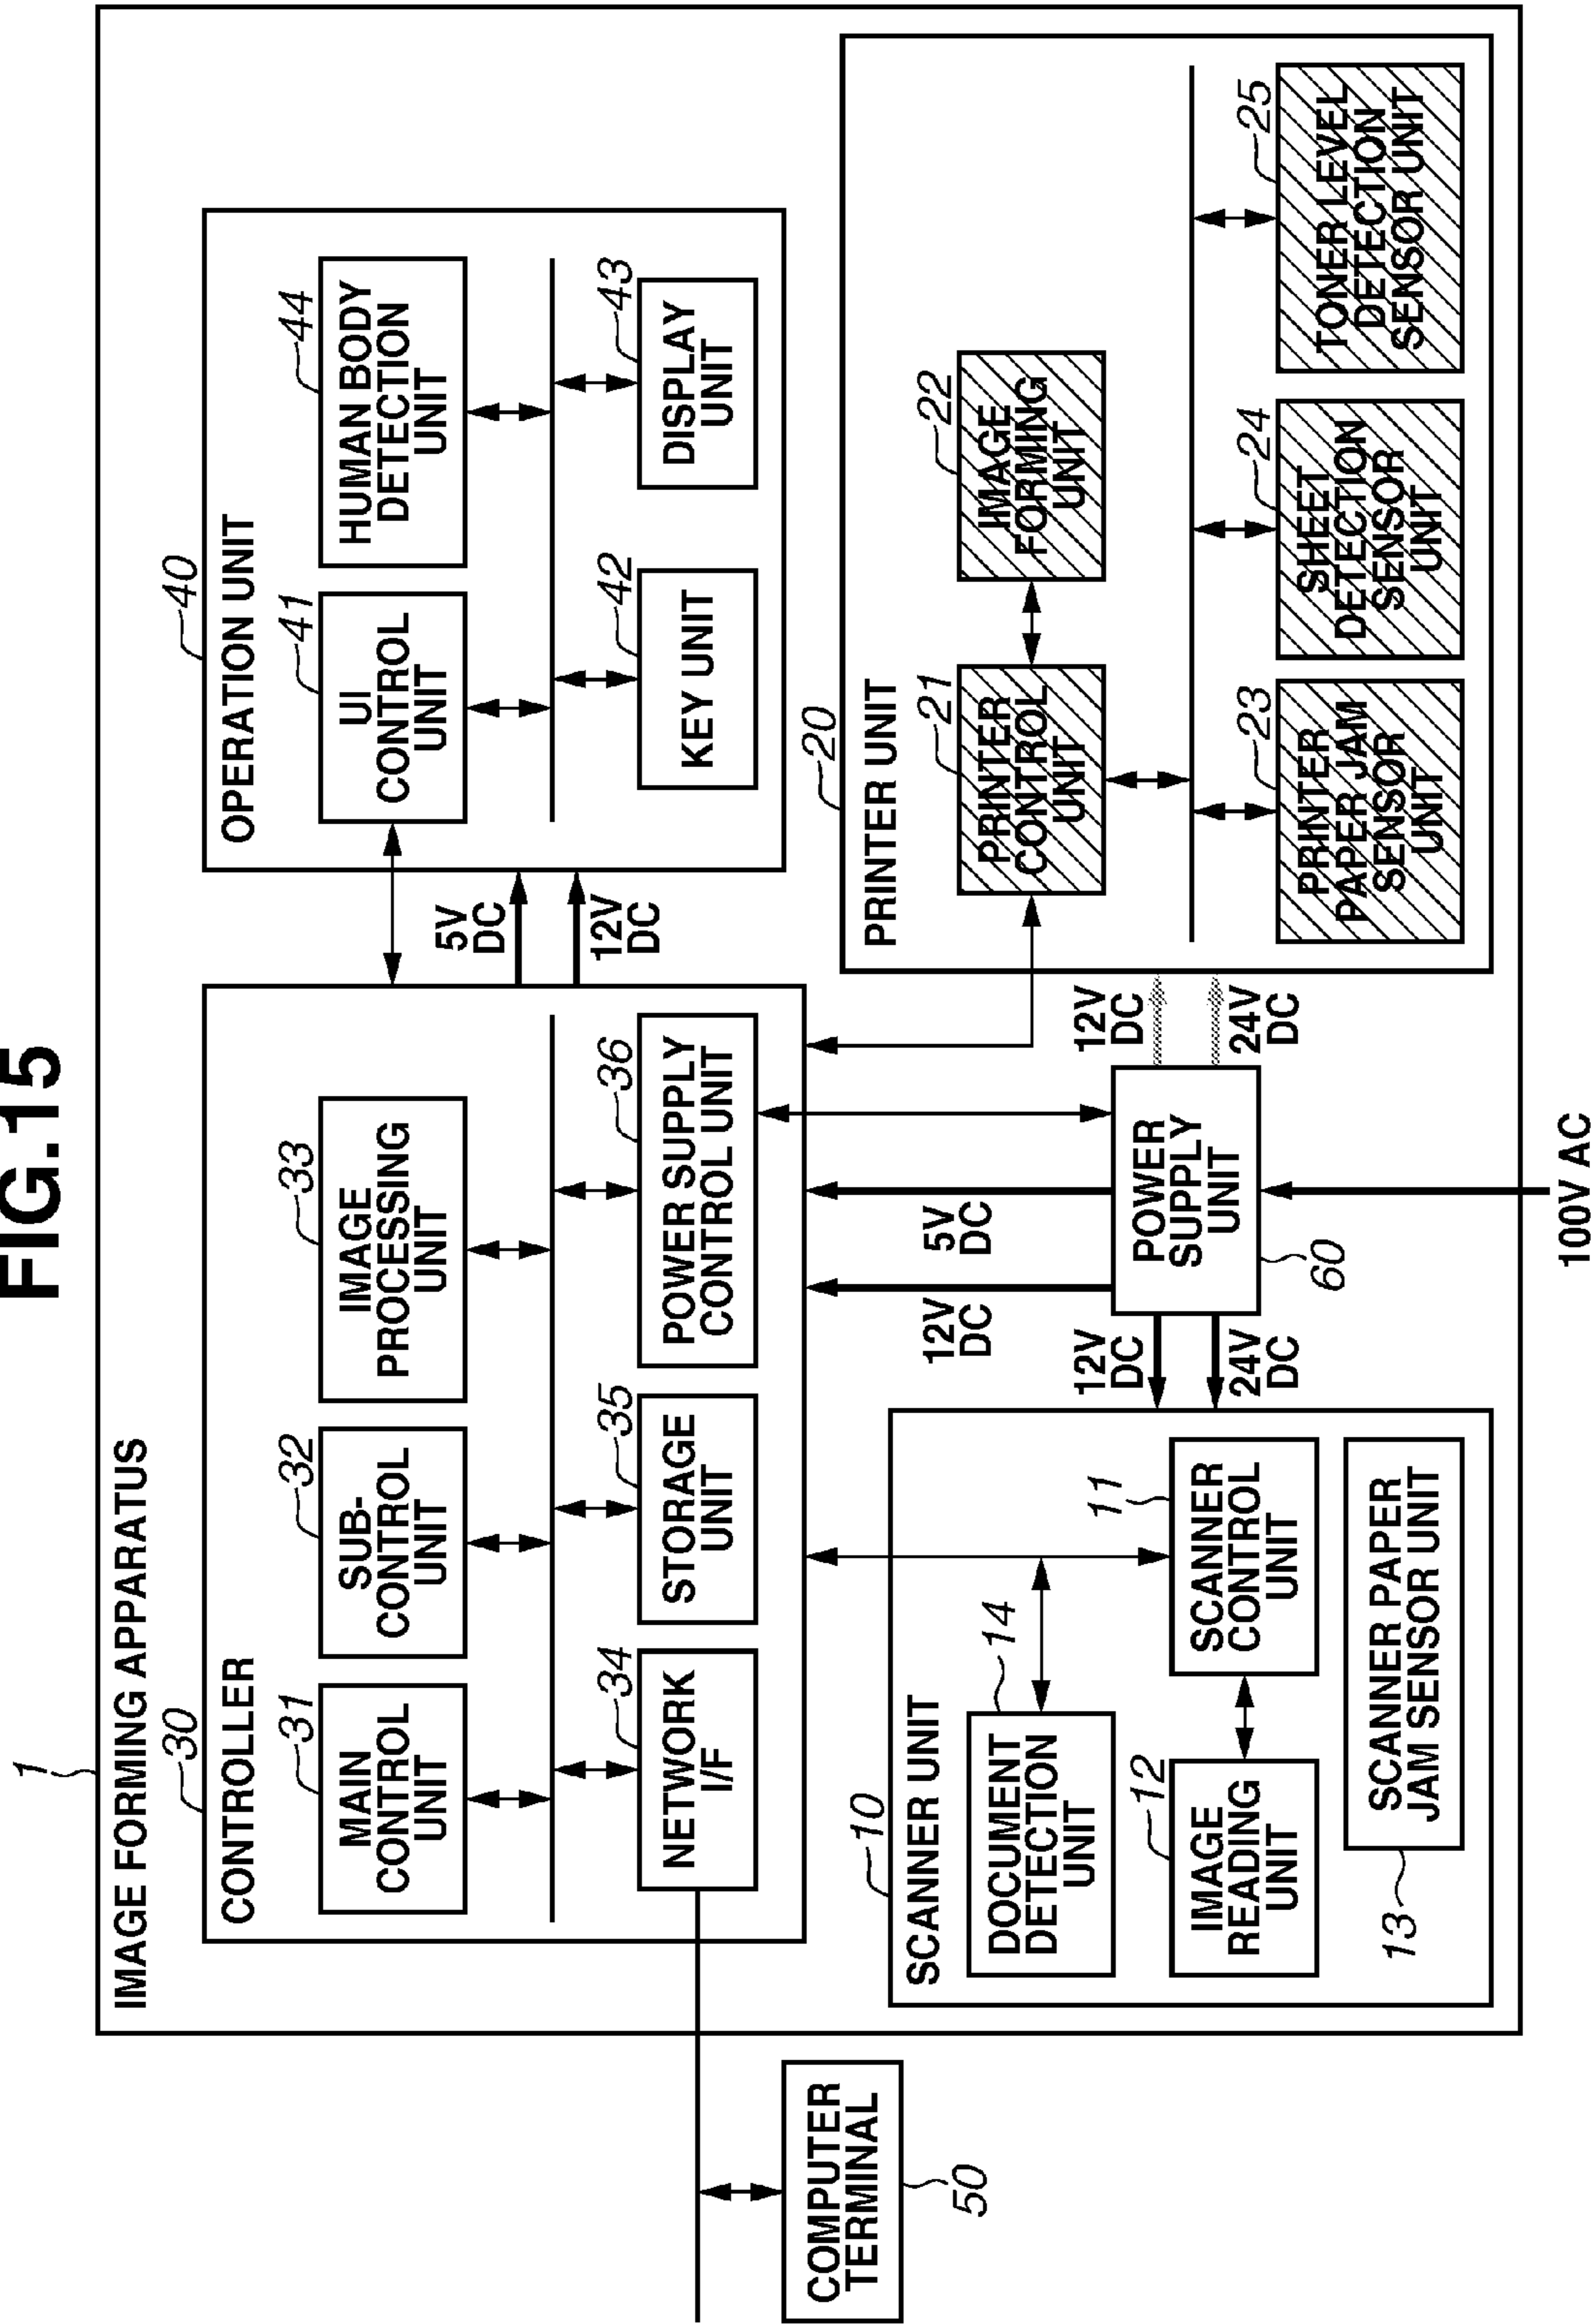 FIG.15
1
IMAGE FORMING APPARATUS
30
CONTROLLER
31
MAIN
CONTROL
UNIT
32
SUB-
CONTROL
UNIT
33
IMAGE
PROCESSING
UNIT
34
NETWORK
I/F
35
STORAGE
UNIT
36
POWER SUPPLY
CONTROL UNIT
5V
DC
12V
DC
40
OPERATION UNIT
41
UI
CONTROL
UNIT
44
HUMAN BODY
DETECTION
UNIT
42
KEY UNIT
43
DISPLAY
UNIT
COMPUTER
TERMINAL
50
10
SCANNER UNIT
DOCUMENT
DETECTION
UNIT
14
11
SCANNER
CONTROL
UNIT
12
IMAGE
READING
UNIT
13
SCANNER PAPER
JAM SENSOR UNIT
12V
DC
5V
DC
12V
DC
24V
DC
POWER
SUPPLY
UNIT
60
100V AC
12V
DC
24V
DC
20
PRINTER UNIT
21
PRINTER
CONTROL
UNIT
22
IMAGE
FORMING
UNIT
23
PRINTER
PAPER JAM
SENSOR
UNIT
24
SHEET
DETECTION
SENSOR
UNIT
25
TONER LEVEL
DETECTION
SENSOR UNIT